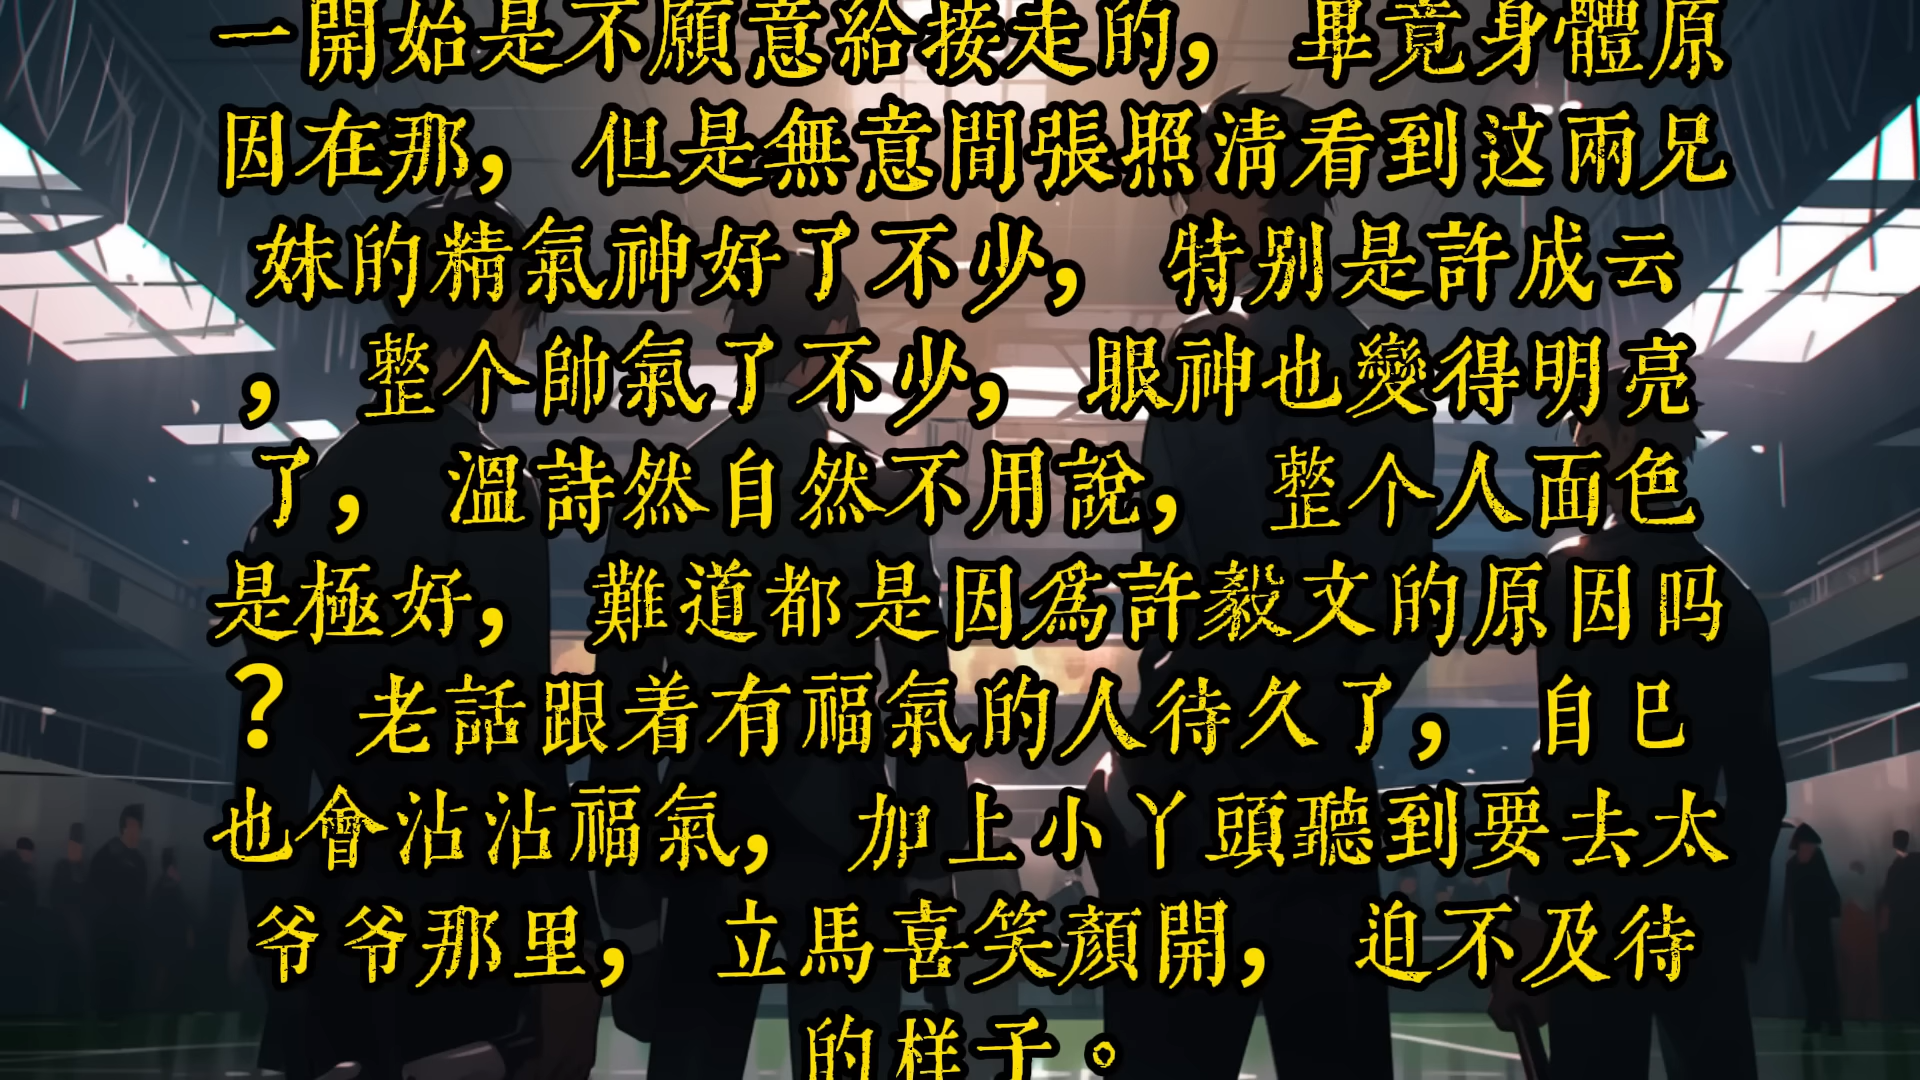 一開始是不願意給接走的， 畢竟身體原
因在那， 但是無意間張照清看到这兩兄
妹的精氣神好了不少， 特别是許成云
， 整个帥氣了不少， 眼神也變得明亮
了， 溫詩然自然不用說， 整个人面色
是極好， 難道都是因爲許毅文的原因吗
？ 老話跟着有福氣的人待久了， 自已
也會沾沾福氣， 加上小丫頭聽到要去太
爷爷那里， 立馬喜笑顏開， 迫不及待
的样子。